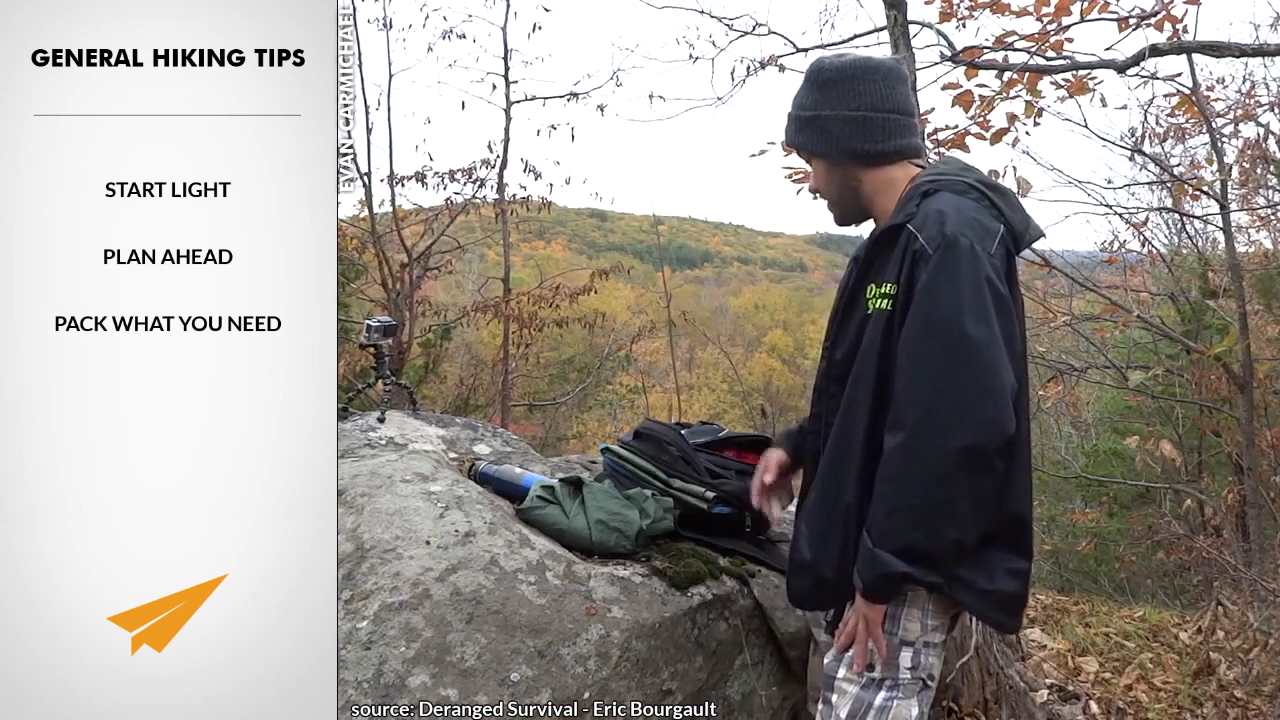 GENERAL HIKING TIPS
START LIGHT
PLAN AHEAD
PACK WHAT YOU NEED
EVAN CARMICHAEL
source: Deranged Survival - Eric Bourgault